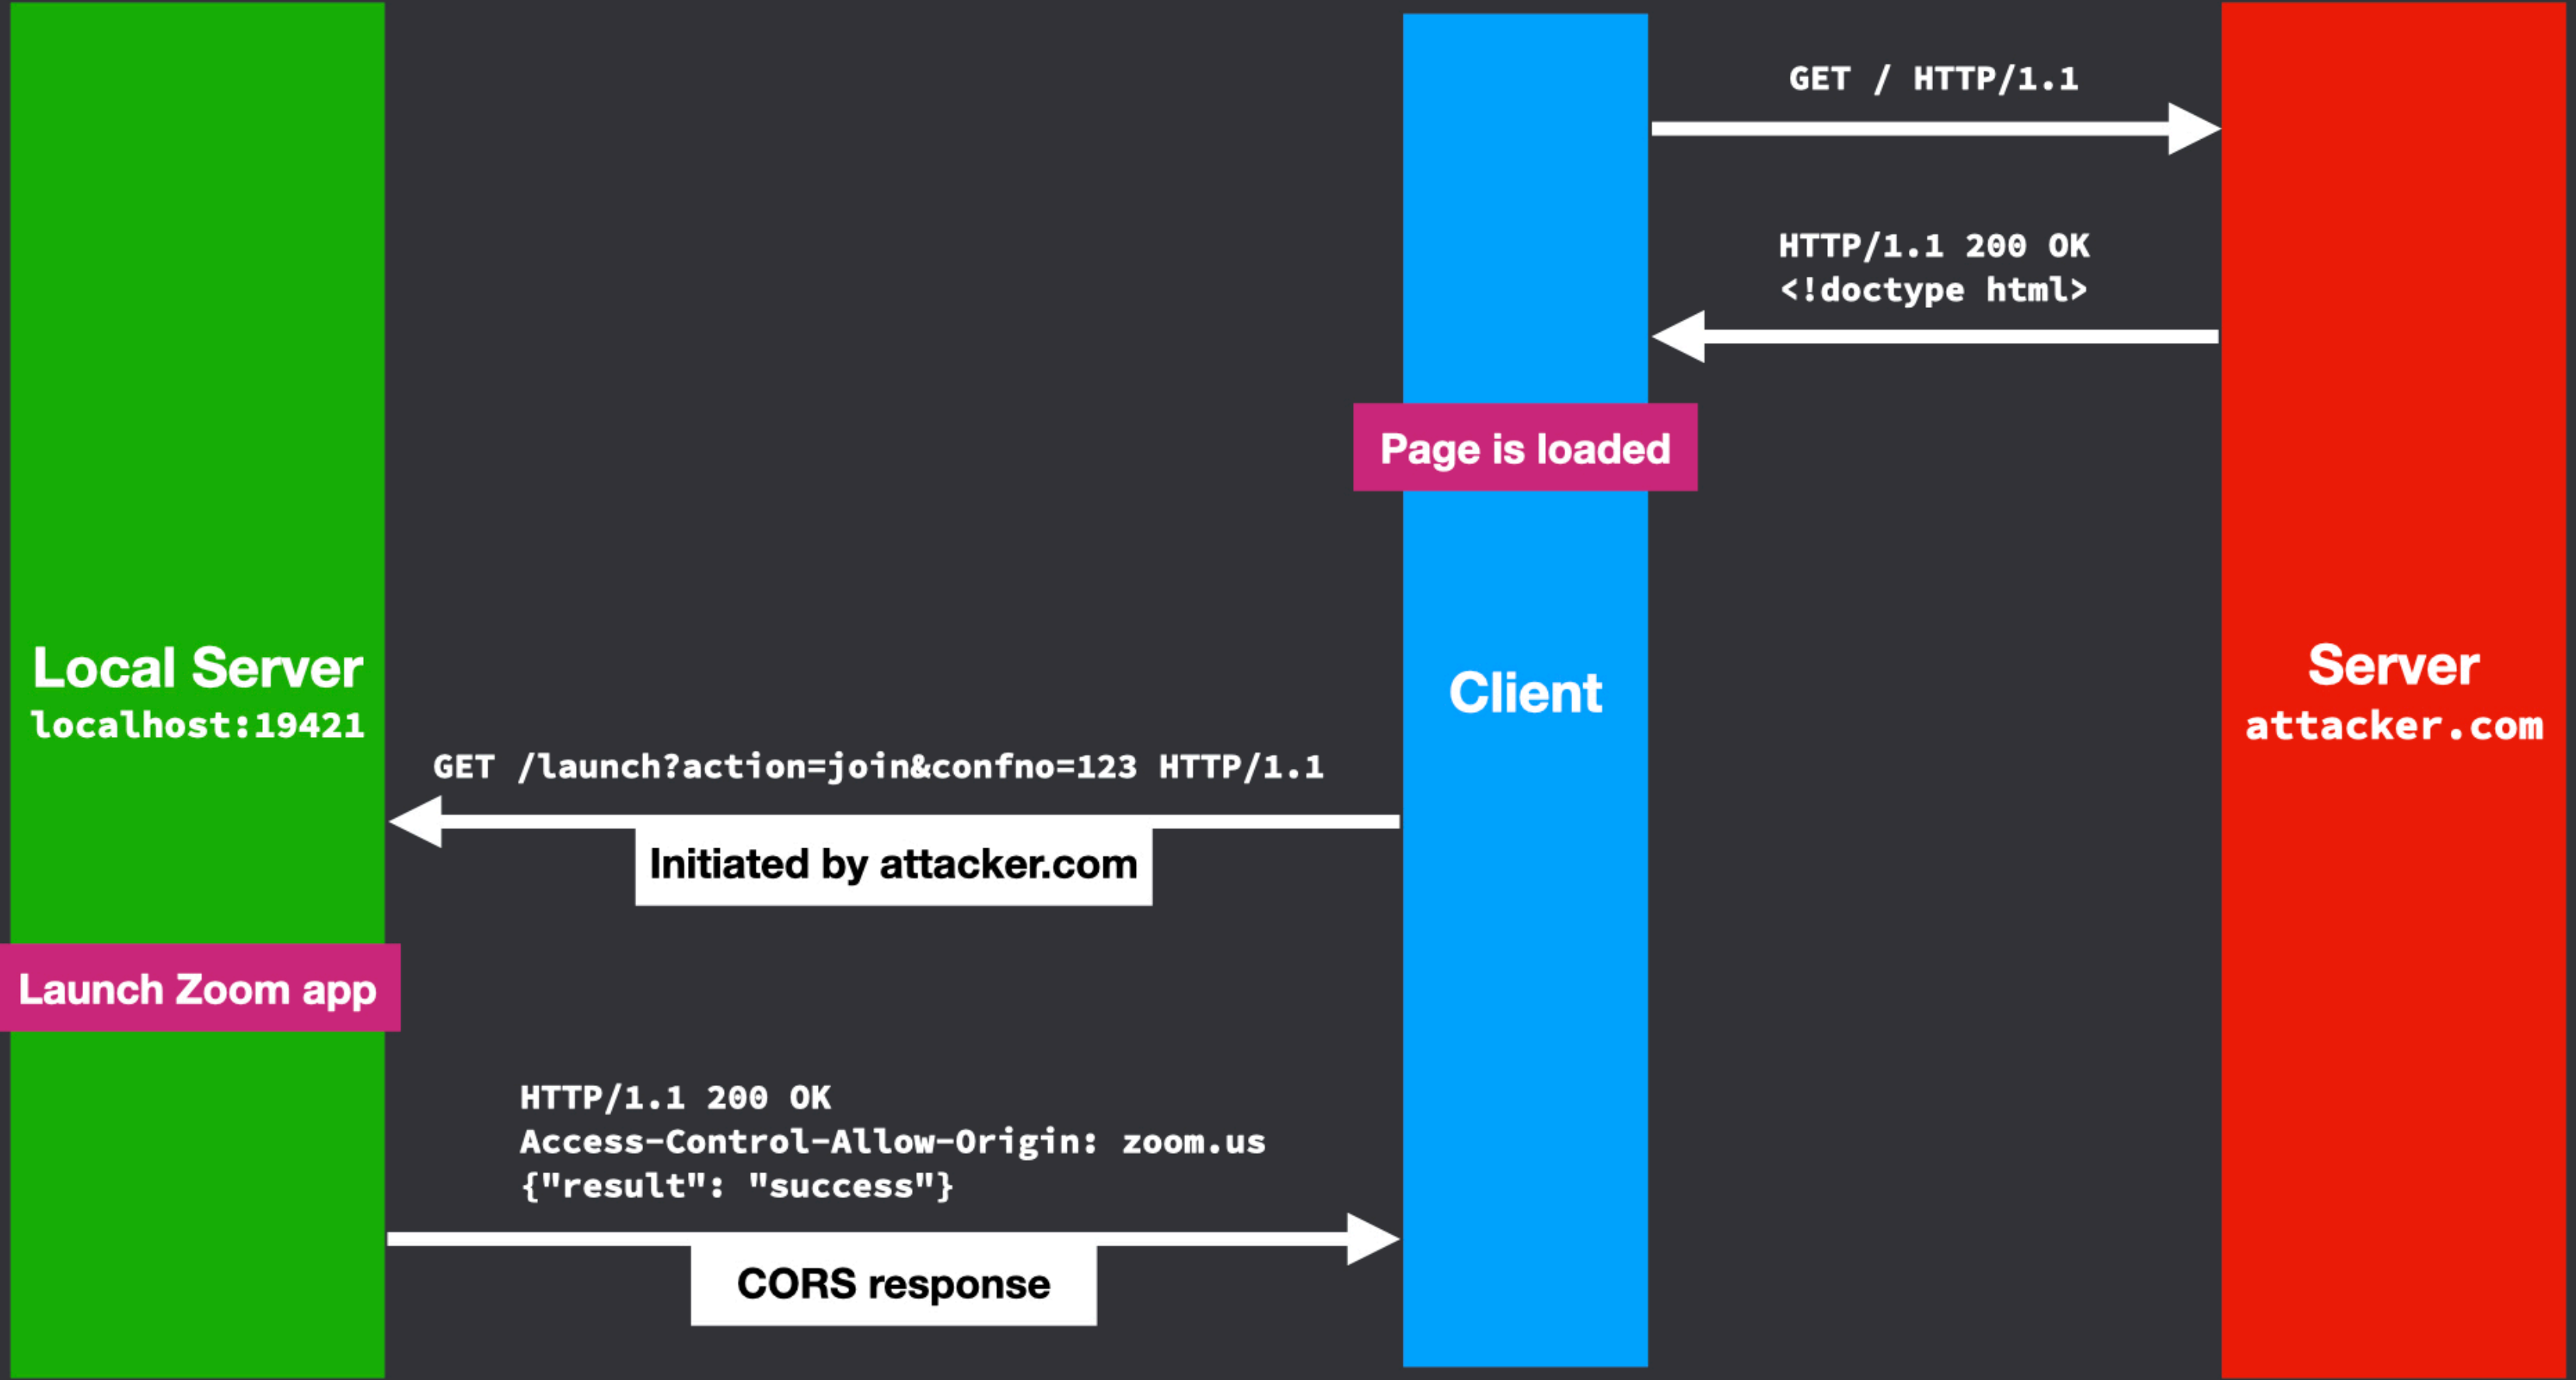 GET / HTTP/1.1
HTTP/1.1 200 OK
<!doctype html>
Page is loaded
Local Server
localhost:19421
Client
Server
attacker.com
GET /launch?action=join&confno=123 HTTP/1.1
Initiated by attacker.com
Launch Zoom app
HTTP/1.1 200 OK
Access-Control-Allow-Origin: zoom.us
{"result": "success"}
CORS response